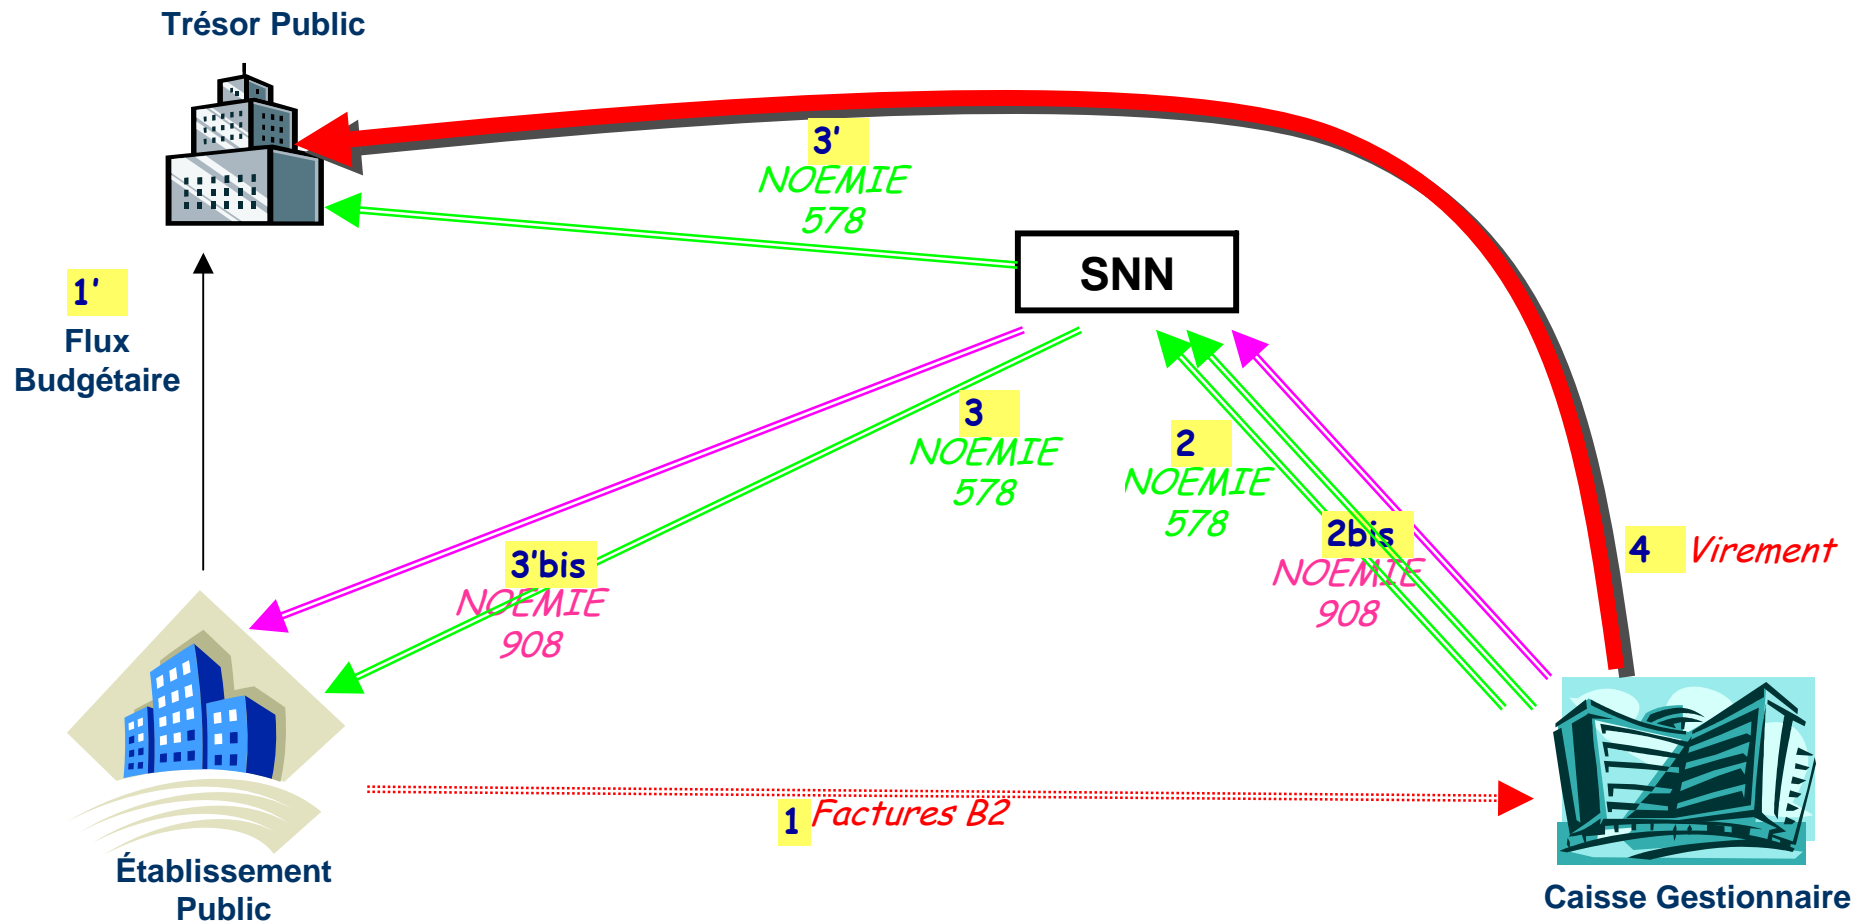 Trésor Public
3'
NOEMIE
578
SNN
1'
Flux
Budgétaire
3
NOEMIE
578
2
NOEMIE
578
2bis
NOEMIE
908
4 Virement
3'bis
NOEMIE
908
1 Factures B2
Établissement
Public
Caisse Gestionnaire